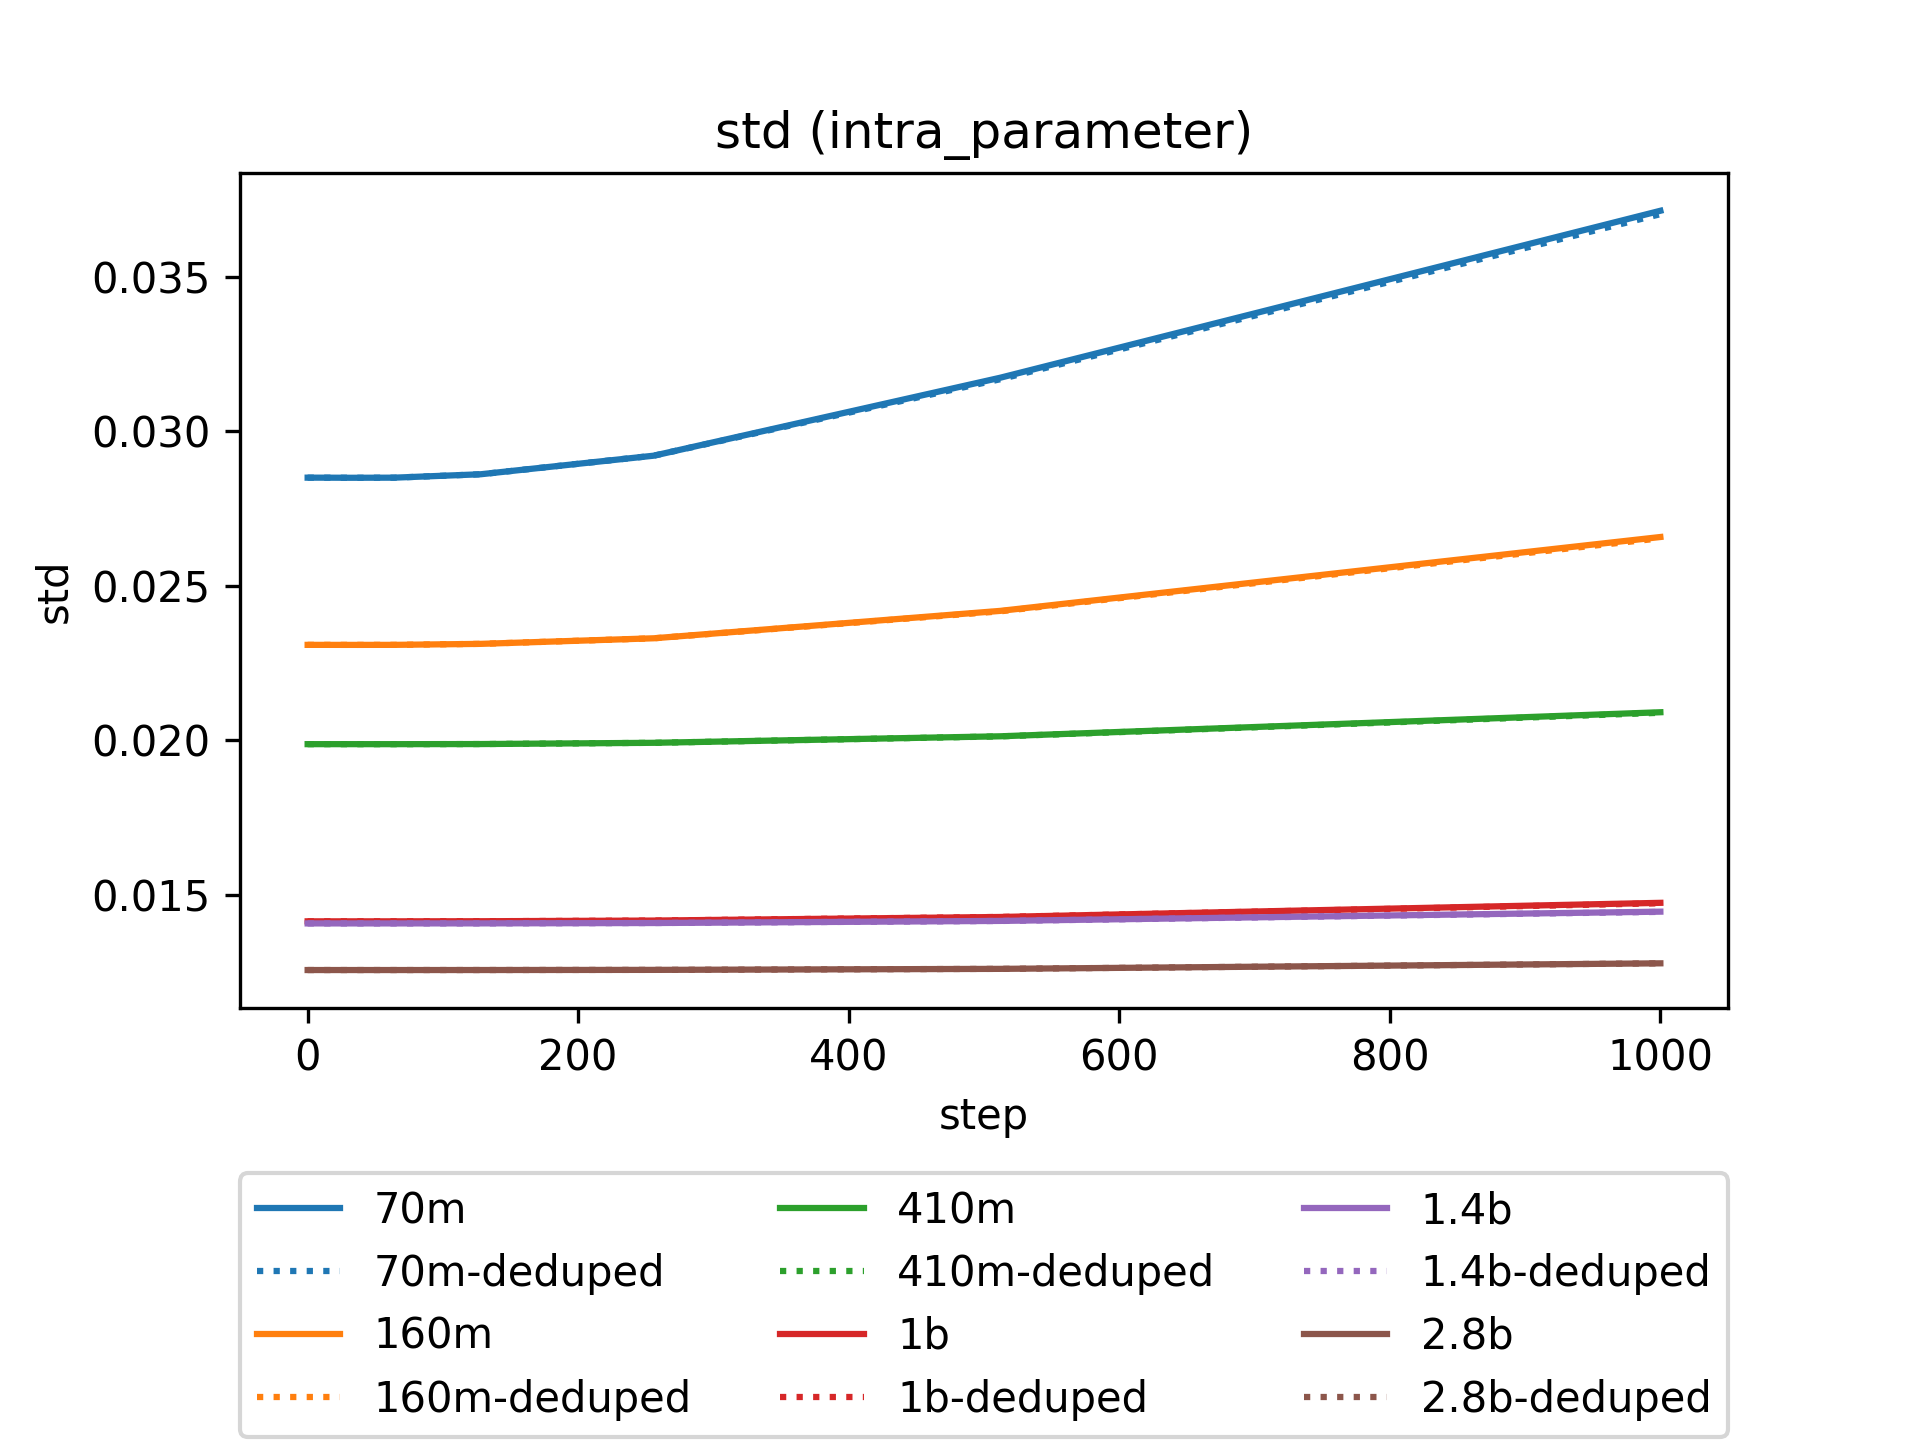 std (intra_parameter)
0.035
0.030
0.025
0.020
0.015
std
0 200 400 600 800 1000
step
70m
70m-deduped
160m
160m-deduped
410m
410m-deduped
1b
1b-deduped
1.4b
1.4b-deduped
2.8b
2.8b-deduped